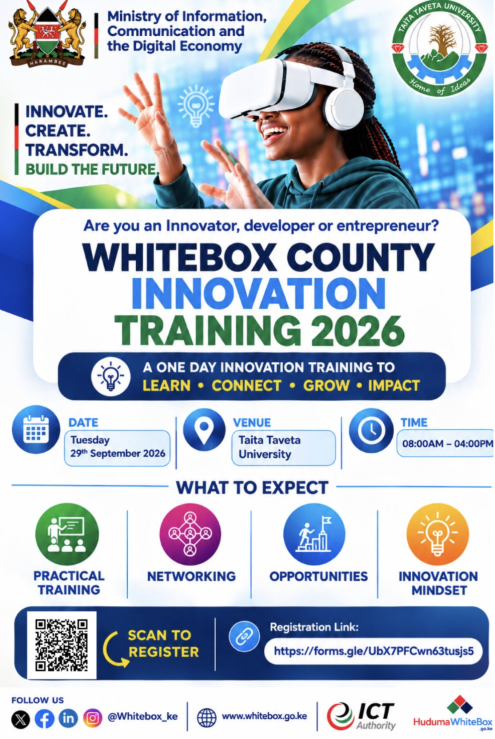 HARAMBEE
Ministry of Information,
Communication and
the Digital Economy
TAITA TAVETA UNIVERSITY
Home of Ideas
INNOVATE.
CREATE.
TRANSFORM.
BUILD THE FUTURE.
Are you an Innovator, developer or entrepreneur?
WHITEBOX COUNTY
INNOVATION
TRAINING 2026
A ONE DAY INNOVATION TRAINING TO
LEARN • CONNECT • GROW • IMPACT
DATE
Tuesday
29th September 2026
VENUE
Taita Taveta
University
TIME
08:00AM – 04:00PM
WHAT TO EXPECT
PRACTICAL
TRAINING
NETWORKING
OPPORTUNITIES
INNOVATION
MINDSET
SCAN TO
REGISTER
Registration Link:
https://forms.gle/UbX7PFCwn63tusjs5
FOLLOW US
@Whitebox_ke
www.whitebox.go.ke
ICT
Authority
HudumaWhiteBox
go.ke